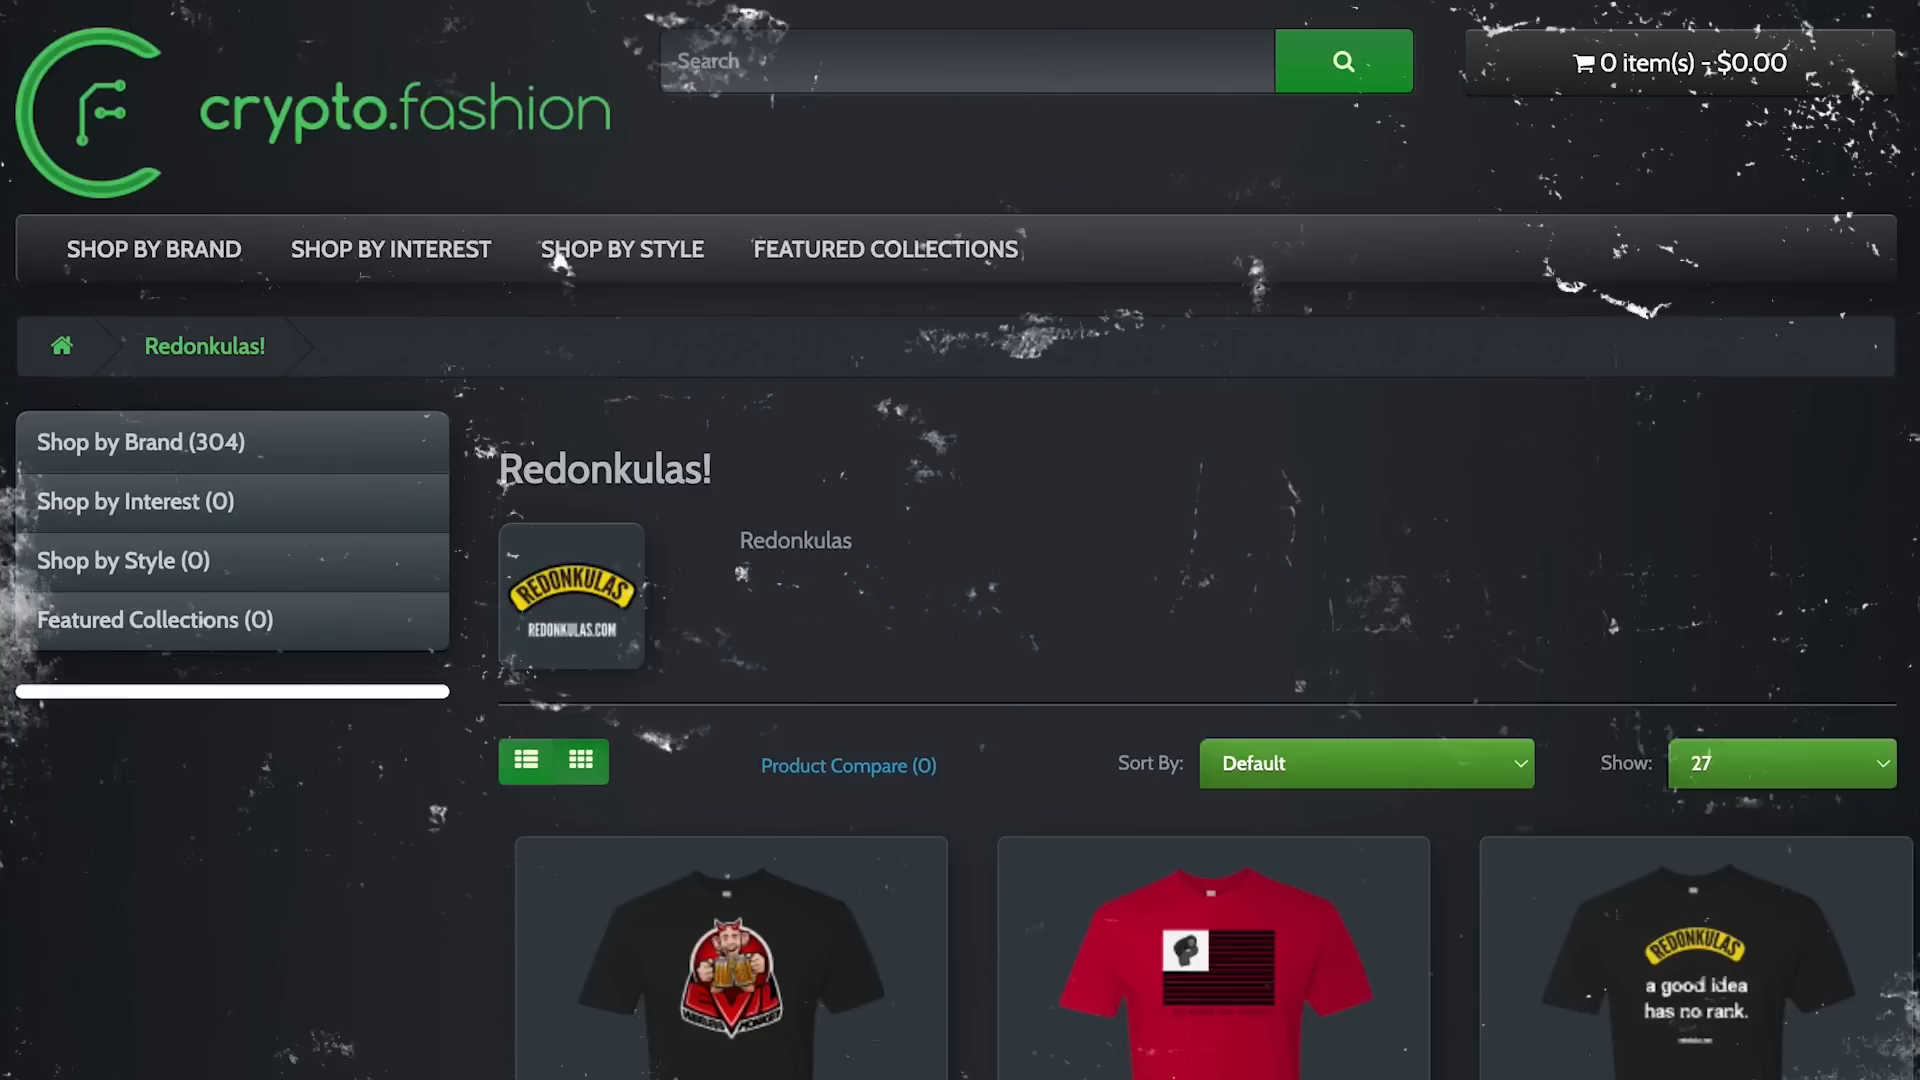 crypto.fashion
Search
0 item(s) - $0.00
SHOP BY BRAND
SHOP BY INTEREST
SHOP BY STYLE
FEATURED COLLECTIONS
Redonkulas!
Shop by Brand (304)
Shop by Interest (0)
Shop by Style (0)
Featured Collections (0)
Redonkulas!
REDONKULAS
REDONKULAS.COM
Redonkulas
Product Compare (0)
Sort By:
Default
Show:
27
EVIL
REDONKULAS
a good idea
has no rank.